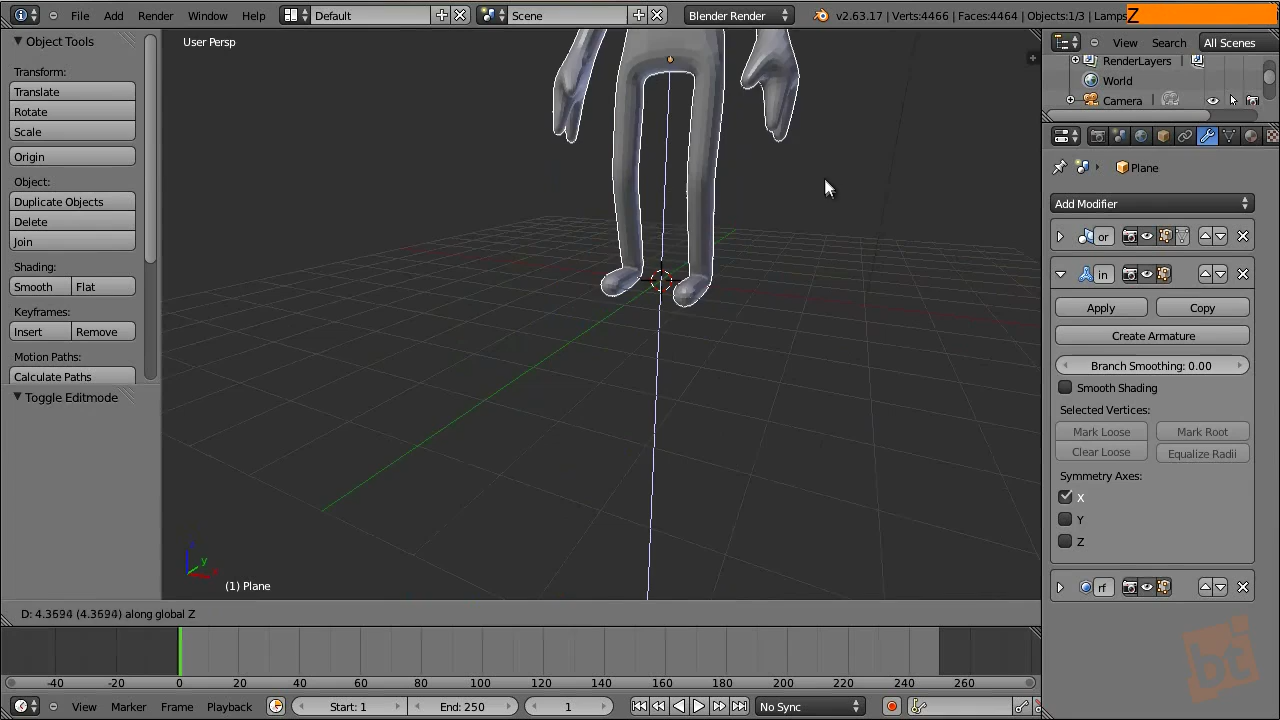 File Add Render Window Help Default Scene Blender Render v2.63.17 | Verts:4466 | Faces:4464 | Objects:1/3 | Lamps Z
Object Tools
User Persp
View Search All Scenes
RenderLayers
World
Camera
Transform:
Translate
Rotate
Scale
Origin
Object:
Duplicate Objects
Delete
Join
Shading:
Smooth Flat
Keyframes:
Insert Remove
Motion Paths:
Calculate Paths
Toggle Editmode
Plane
Add Modifier
or
in
Apply Copy
Create Armature
Branch Smoothing: 0.00
Smooth Shading
Selected Vertices:
Mark Loose Mark Root
Clear Loose Equalize Radii
Symmetry Axes:
X
Y
Z
rf
z
y
x
(1) Plane
D: 4.3694 (4.3694) along global Z
-40 -20 0 20 40 60 80 100 120 140 160 180 200 220 240 260
View Marker Frame Playback Start: 1 End: 250 1 No Sync
bc